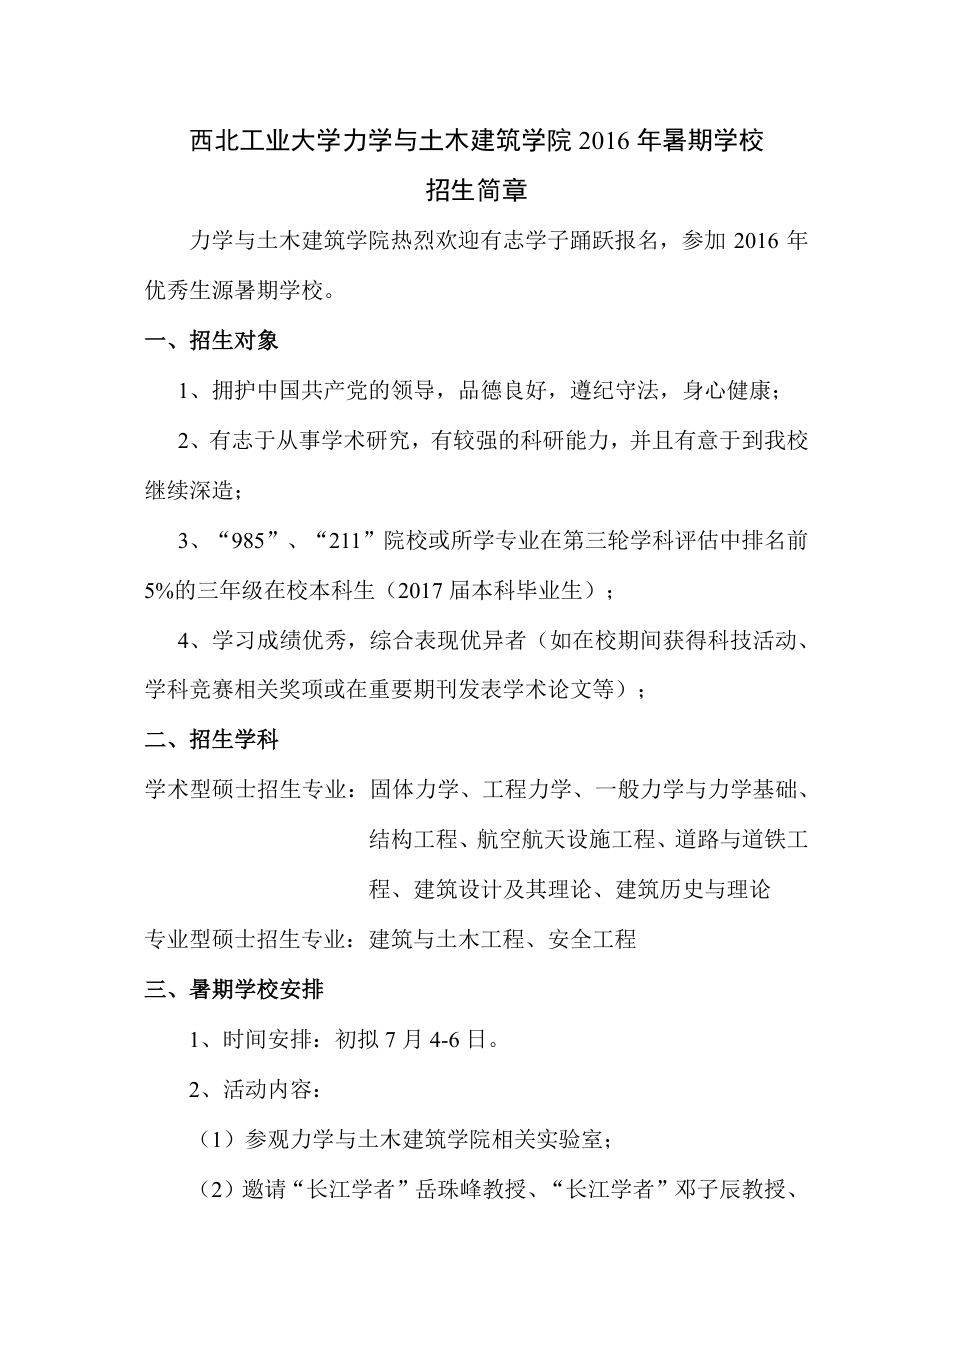 西北工业大学力学与土木建筑学院 2016 年暑期学校
招生简章
力学与土木建筑学院热烈欢迎有志学子踊跃报名，参加 2016 年
优秀生源暑期学校。
一、招生对象
1、拥护中国共产党的领导，品德良好，遵纪守法，身心健康；
2、有志于从事学术研究，有较强的科研能力，并且有意于到我校
继续深造；
3、“985”、“211”院校或所学专业在第三轮学科评估中排名前
5%的三年级在校本科生（2017 届本科毕业生）；
4、学习成绩优秀，综合表现优异者（如在校期间获得科技活动、
学科竞赛相关奖项或在重要期刊发表学术论文等）；
二、招生学科
学术型硕士招生专业：固体力学、工程力学、一般力学与力学基础、
结构工程、航空航天设施工程、道路与道铁工
程、建筑设计及其理论、建筑历史与理论
专业型硕士招生专业：建筑与土木工程、安全工程
三、暑期学校安排
1、时间安排：初拟 7 月 4-6 日。
2、活动内容：
（1）参观力学与土木建筑学院相关实验室；
（2）邀请“长江学者”岳珠峰教授、“长江学者”邓子辰教授、